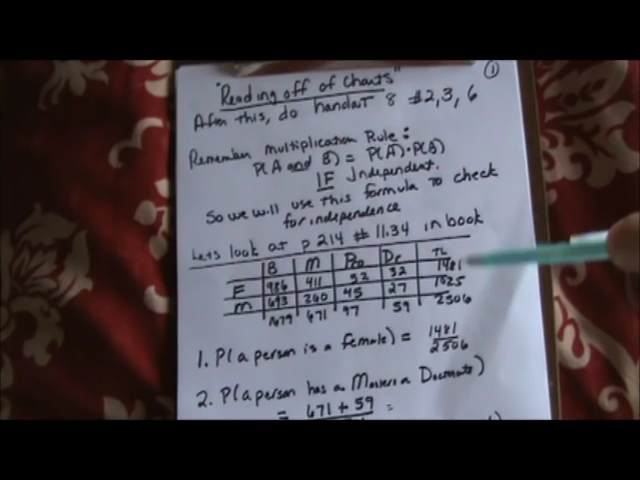 ①
"Reading off of Charts"
After this, do handout 8 #2,3,6
Remember multiplication Rule:
P(A and B) = P(A)·P(B)
IF Independent.
So we will use this formula to check
for independence
Lets look at p 214 #11.34 in book
B M Pro Dr TL
F 986 411 52 32 1481
M 693 260 45 27 1025
1679 671 97 59 2506
1. P(a person is a female) = 1481
2506
2. P(a person has a Masters or a Doctorate)
= 671 + 59 =